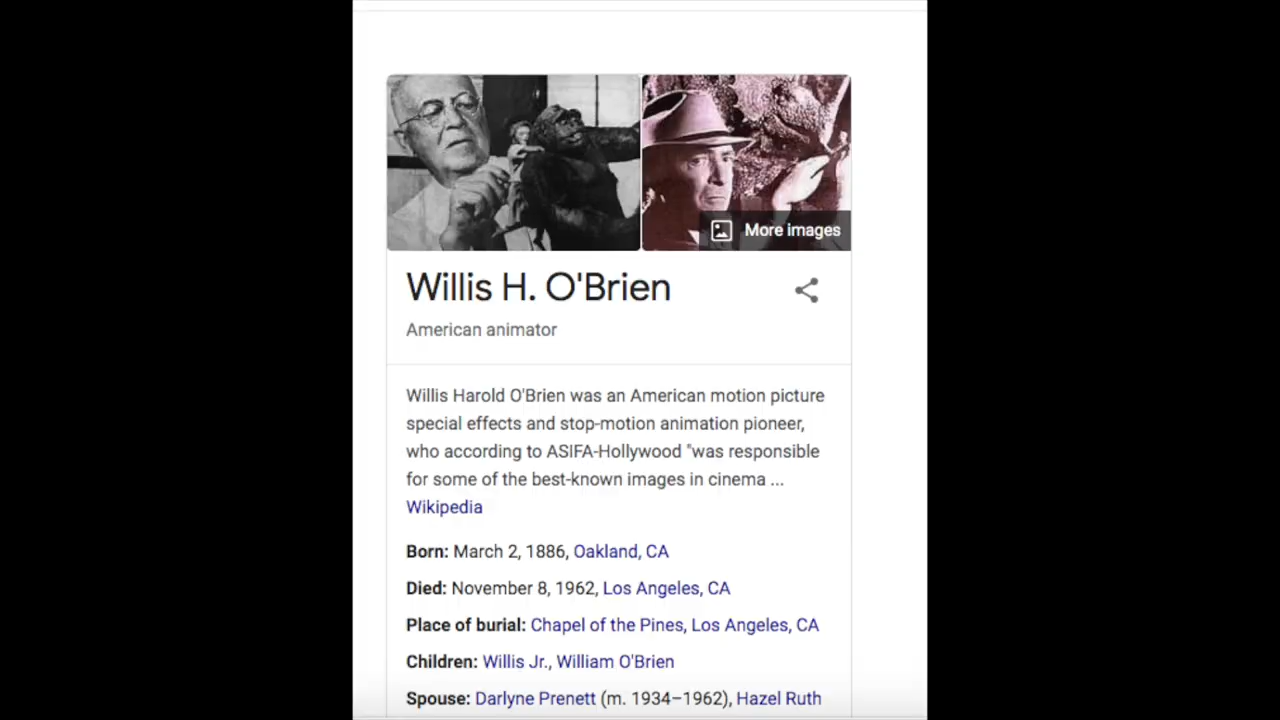 More images
Willis H. O'Brien
American animator
Willis Harold O'Brien was an American motion picture
special effects and stop-motion animation pioneer,
who according to ASIFA-Hollywood "was responsible
for some of the best-known images in cinema ...
Wikipedia
Born: March 2, 1886, Oakland, CA
Died: November 8, 1962, Los Angeles, CA
Place of burial: Chapel of the Pines, Los Angeles, CA
Children: Willis Jr., William O'Brien
Spouse: Darlyne Prenett (m. 1934–1962), Hazel Ruth